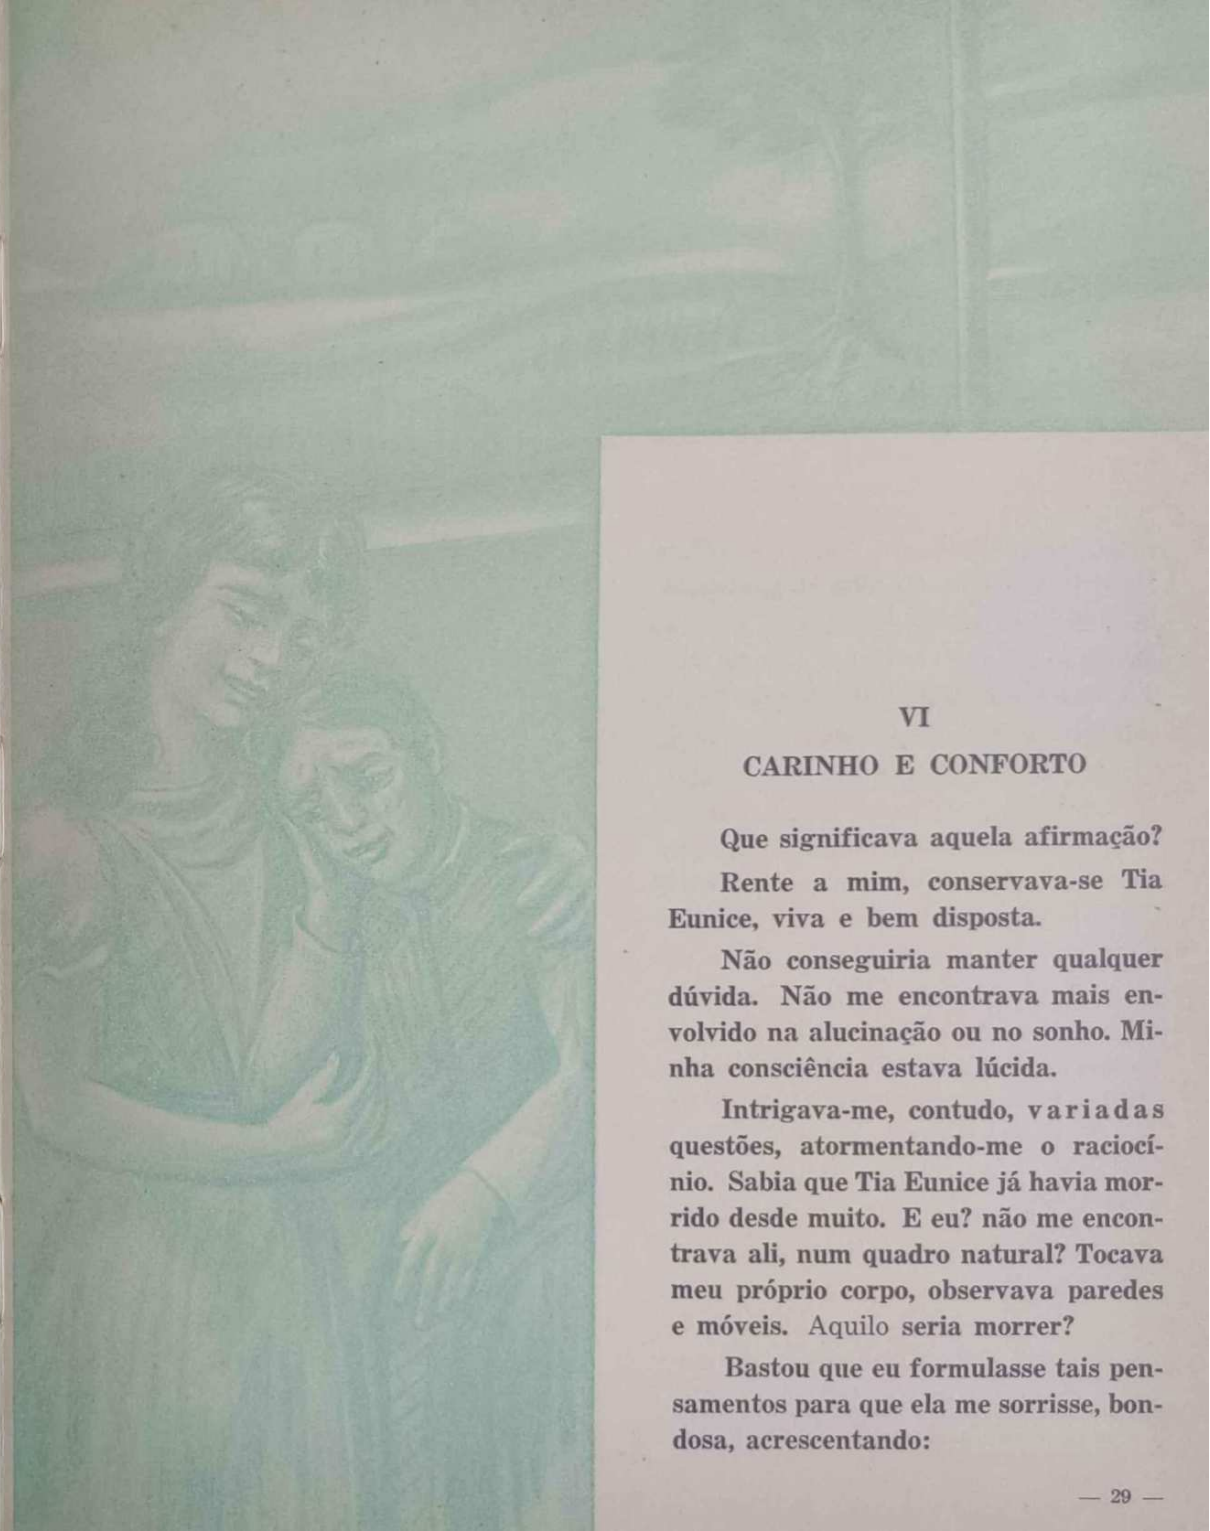 VI
CARINHO E CONFORTO
Que significava aquela afirmação?
Rente a mim, conservava-se Tia
Eunice, viva e bem disposta.
Não conseguiria manter qualquer
dúvida. Não me encontrava mais en-
volvido na alucinação ou no sonho. Mi-
nha consciência estava lúcida.
Intrigava-me, contudo, variadas
questões, atormentando-me o raciocí-
nio. Sabia que Tia Eunice já havia mor-
rido desde muito. E eu? não me encon-
trava ali, num quadro natural? Tocava
meu próprio corpo, observava paredes
e móveis. Aquilo seria morrer?
Bastou que eu formulasse tais pen-
samentos para que ela me sorrisse, bon-
dosa, acrescentando:
— 29 —